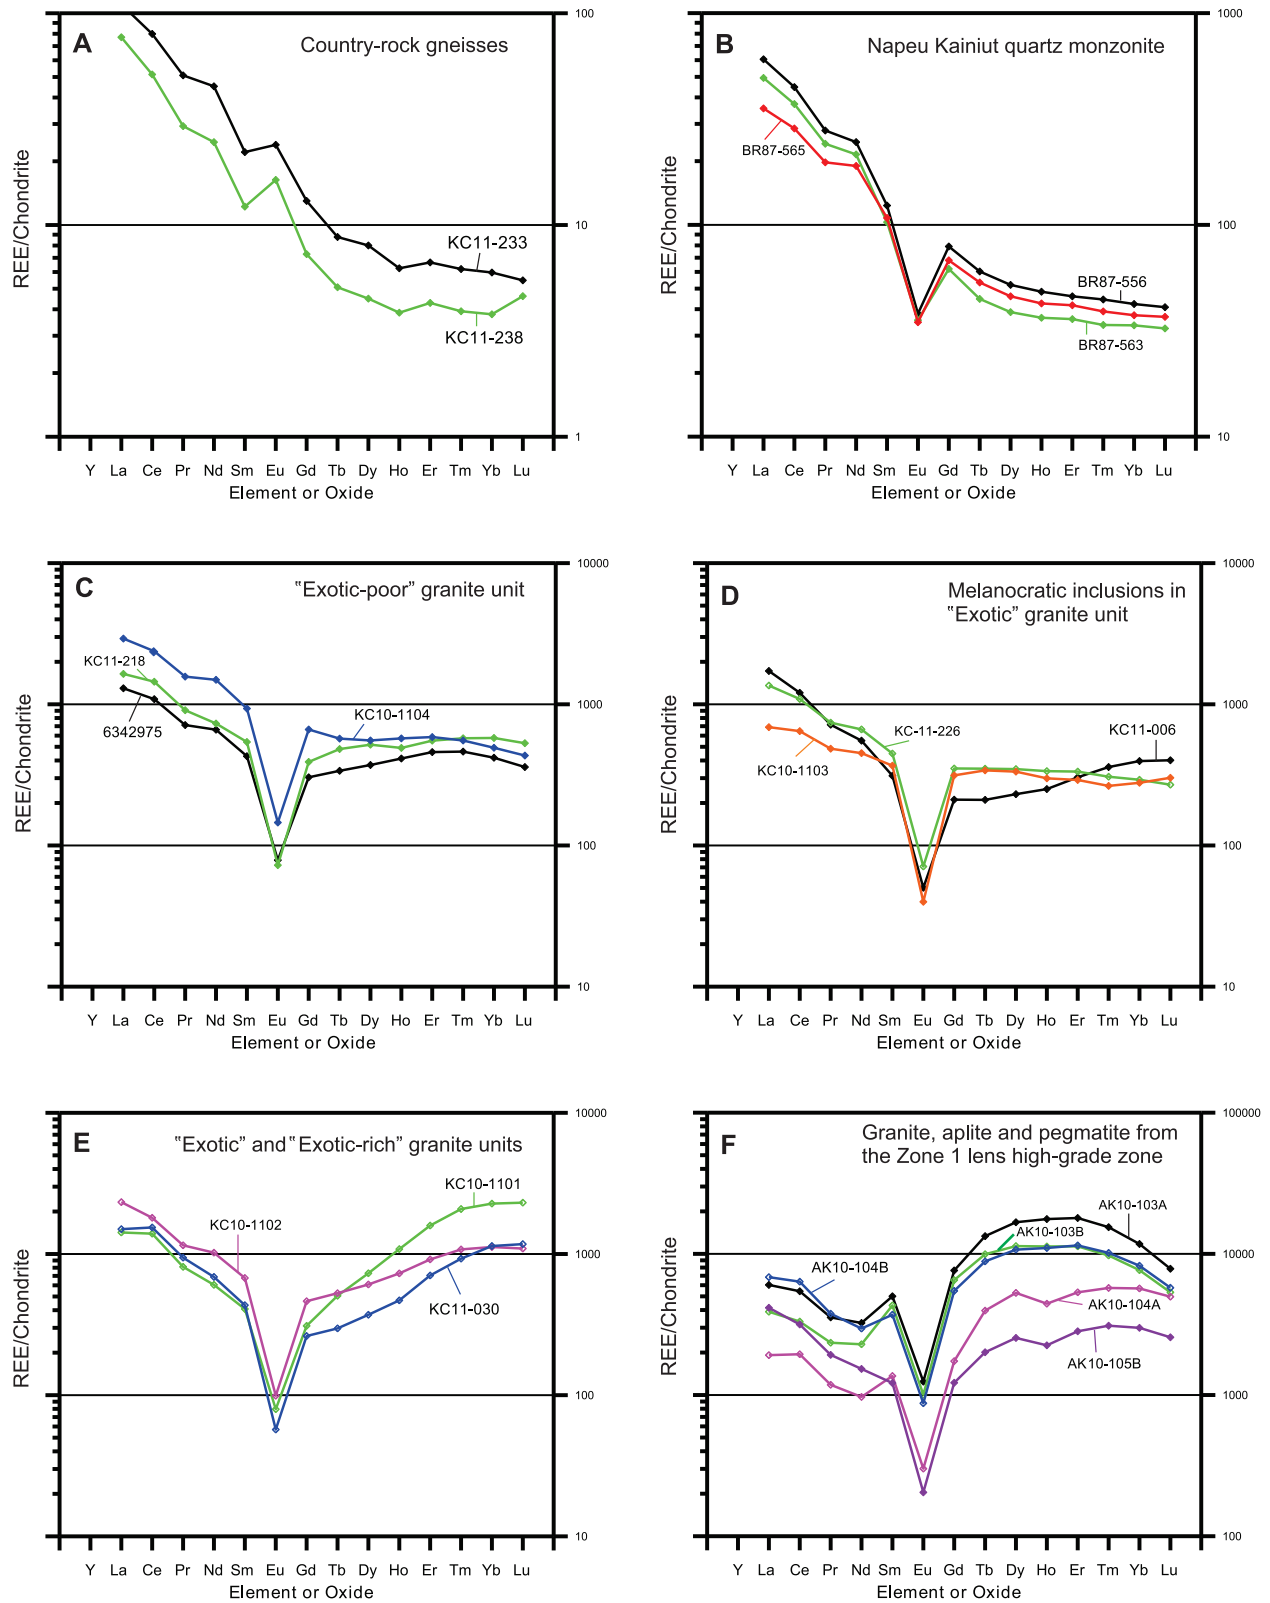 A
Country-rock gneisses
100
10
1
REE/Chondrite
KC11-233
KC11-238
Y La Ce Pr Nd Sm Eu Gd Tb Dy Ho Er Tm Yb Lu
Element or Oxide
B
Napeu Kainiut quartz monzonite
1000
100
10
REE/Chondrite
BR87-565
BR87-556
BR87-563
Y La Ce Pr Nd Sm Eu Gd Tb Dy Ho Er Tm Yb Lu
Element or Oxide
C
"Exotic-poor" granite unit
10000
1000
100
10
REE/Chondrite
KC11-218
6342975
KC10-1104
Y La Ce Pr Nd Sm Eu Gd Tb Dy Ho Er Tm Yb Lu
Element or Oxide
D
Melanocratic inclusions in
"Exotic" granite unit
10000
1000
100
10
REE/Chondrite
KC-11-226
KC11-006
KC10-1103
Y La Ce Pr Nd Sm Eu Gd Tb Dy Ho Er Tm Yb Lu
Element or Oxide
E
"Exotic" and "Exotic-rich" granite units
10000
1000
100
10
REE/Chondrite
KC10-1101
KC10-1102
KC11-030
Y La Ce Pr Nd Sm Eu Gd Tb Dy Ho Er Tm Yb Lu
Element or Oxide
F
Granite, aplite and pegmatite from
the Zone 1 lens high-grade zone
100000
10000
1000
100
REE/Chondrite
AK10-103A
AK10-103B
AK10-104B
AK10-104A
AK10-105B
Y La Ce Pr Nd Sm Eu Gd Tb Dy Ho Er Tm Yb Lu
Element or Oxide